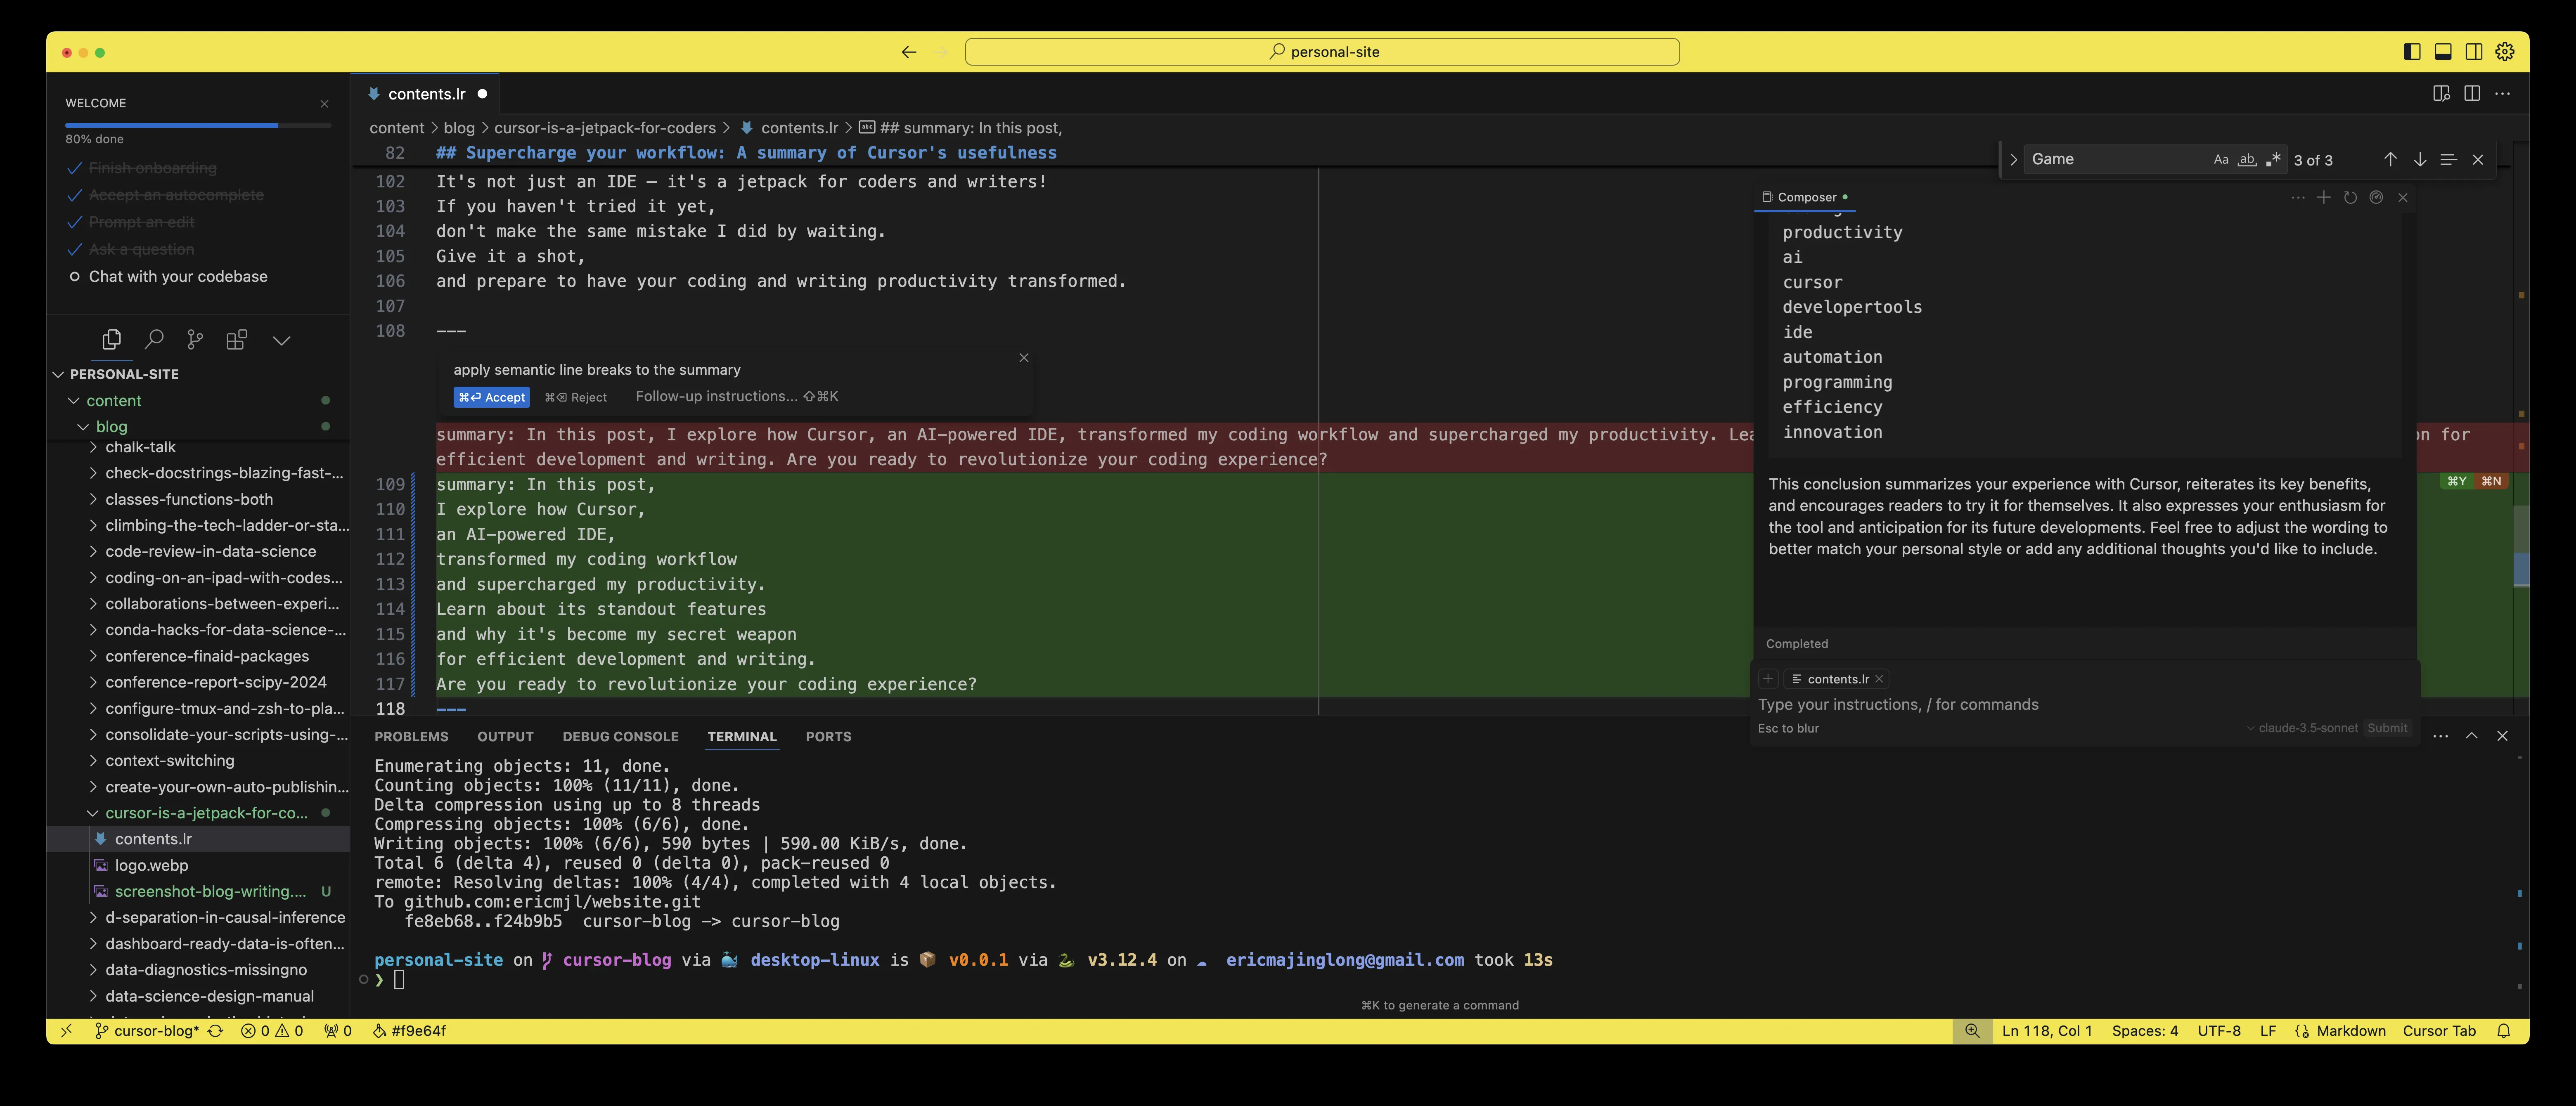 personal-site
WELCOME
80% done
Finish onboarding
Accept an autocomplete
Prompt an edit
Ask a question
Chat with your codebase
PERSONAL-SITE
content
blog
chalk-talk
check-docstrings-blazing-fast-...
classes-functions-both
climbing-the-tech-ladder-or-sta...
code-review-in-data-science
coding-on-an-ipad-with-codes...
collaborations-between-experi...
conda-hacks-for-data-science-...
conference-finaid-packages
conference-report-scipy-2024
configure-tmux-and-zsh-to-pla...
consolidate-your-scripts-using-...
context-switching
create-your-own-auto-publishin...
cursor-is-a-jetpack-for-co...
contents.lr
logo.webp
screenshot-blog-writing.... U
d-separation-in-causal-inference
dashboard-ready-data-is-often...
data-diagnostics-missingno
data-science-design-manual
contents.lr
content > blog > cursor-is-a-jetpack-for-coders > contents.lr > ## summary: In this post,
82 ## Supercharge your workflow: A summary of Cursor's usefulness
102 It's not just an IDE — it's a jetpack for coders and writers!
103 If you haven't tried it yet,
104 don't make the same mistake I did by waiting.
105 Give it a shot,
106 and prepare to have your coding and writing productivity transformed.
107
108 ---
apply semantic line breaks to the summary
⌘⏎ Accept ⌘⌫ Reject Follow-up instructions... ⇧⌘K
summary: In this post, I explore how Cursor, an AI-powered IDE, transformed my coding workflow and supercharged my productivity. Lea
on for
efficient development and writing. Are you ready to revolutionize your coding experience?
109 summary: In this post,
110 I explore how Cursor,
111 an AI-powered IDE,
112 transformed my coding workflow
113 and supercharged my productivity.
114 Learn about its standout features
115 and why it's become my secret weapon
116 for efficient development and writing.
117 Are you ready to revolutionize your coding experience?
118 ---
⌘Y ⌘N
Game Aa ab 3 of 3
Composer
productivity
ai
cursor
developertools
ide
automation
programming
efficiency
innovation
This conclusion summarizes your experience with Cursor, reiterates its key benefits,
and encourages readers to try it for themselves. It also expresses your enthusiasm for
the tool and anticipation for its future developments. Feel free to adjust the wording to
better match your personal style or add any additional thoughts you'd like to include.
Completed
contents.lr
Type your instructions, / for commands
Esc to blur claude-3.5-sonnet Submit
PROBLEMS OUTPUT DEBUG CONSOLE TERMINAL PORTS
Enumerating objects: 11, done.
Counting objects: 100% (11/11), done.
Delta compression using up to 8 threads
Compressing objects: 100% (6/6), done.
Writing objects: 100% (6/6), 590 bytes | 590.00 KiB/s, done.
Total 6 (delta 4), reused 0 (delta 0), pack-reused 0
remote: Resolving deltas: 100% (4/4), completed with 4 local objects.
To github.com:ericmjl/website.git
fe8eb68..f24b9b5 cursor-blog -> cursor-blog
personal-site on cursor-blog via 🐳 desktop-linux is 📦 v0.0.1 via 🐍 v3.12.4 on ☁ ericmajinglong@gmail.com took 13s
❯
⌘K to generate a command
cursor-blog* 0 0 0 #f9e64f
Ln 118, Col 1 Spaces: 4 UTF-8 LF Markdown Cursor Tab